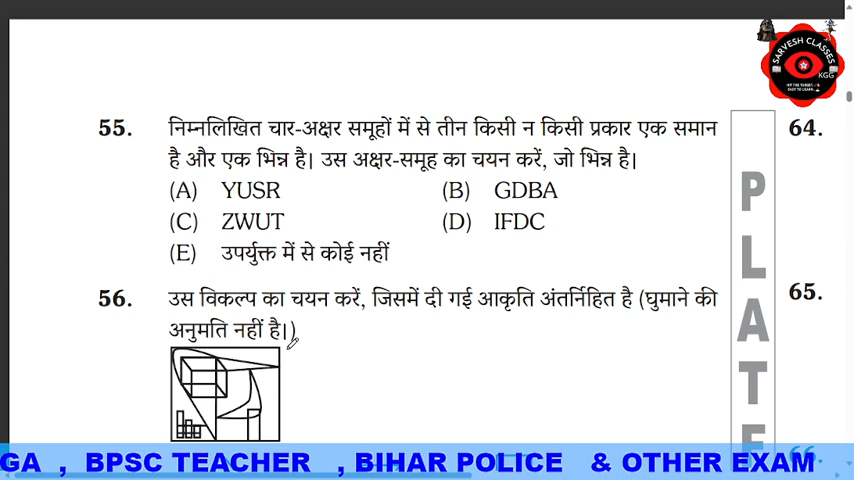 SARVESH CLASSES
KGG
55. निम्नलिखित चार-अक्षर समूहों में से तीन किसी न किसी प्रकार एक समान
है और एक भिन्न है। उस अक्षर-समूह का चयन करें, जो भिन्न है।
(A) YUSR (B) GDBA
(C) ZWUT (D) IFDC
(E) उपर्युक्त में से कोई नहीं
56. उस विकल्प का चयन करें, जिसमें दी गई आकृति अंतर्निहित है (घुमाने की
अनुमति नहीं है।)
PLATE
64.
65.
66.
GA , BPSC TEACHER , BIHAR POLICE & OTHER EXAM